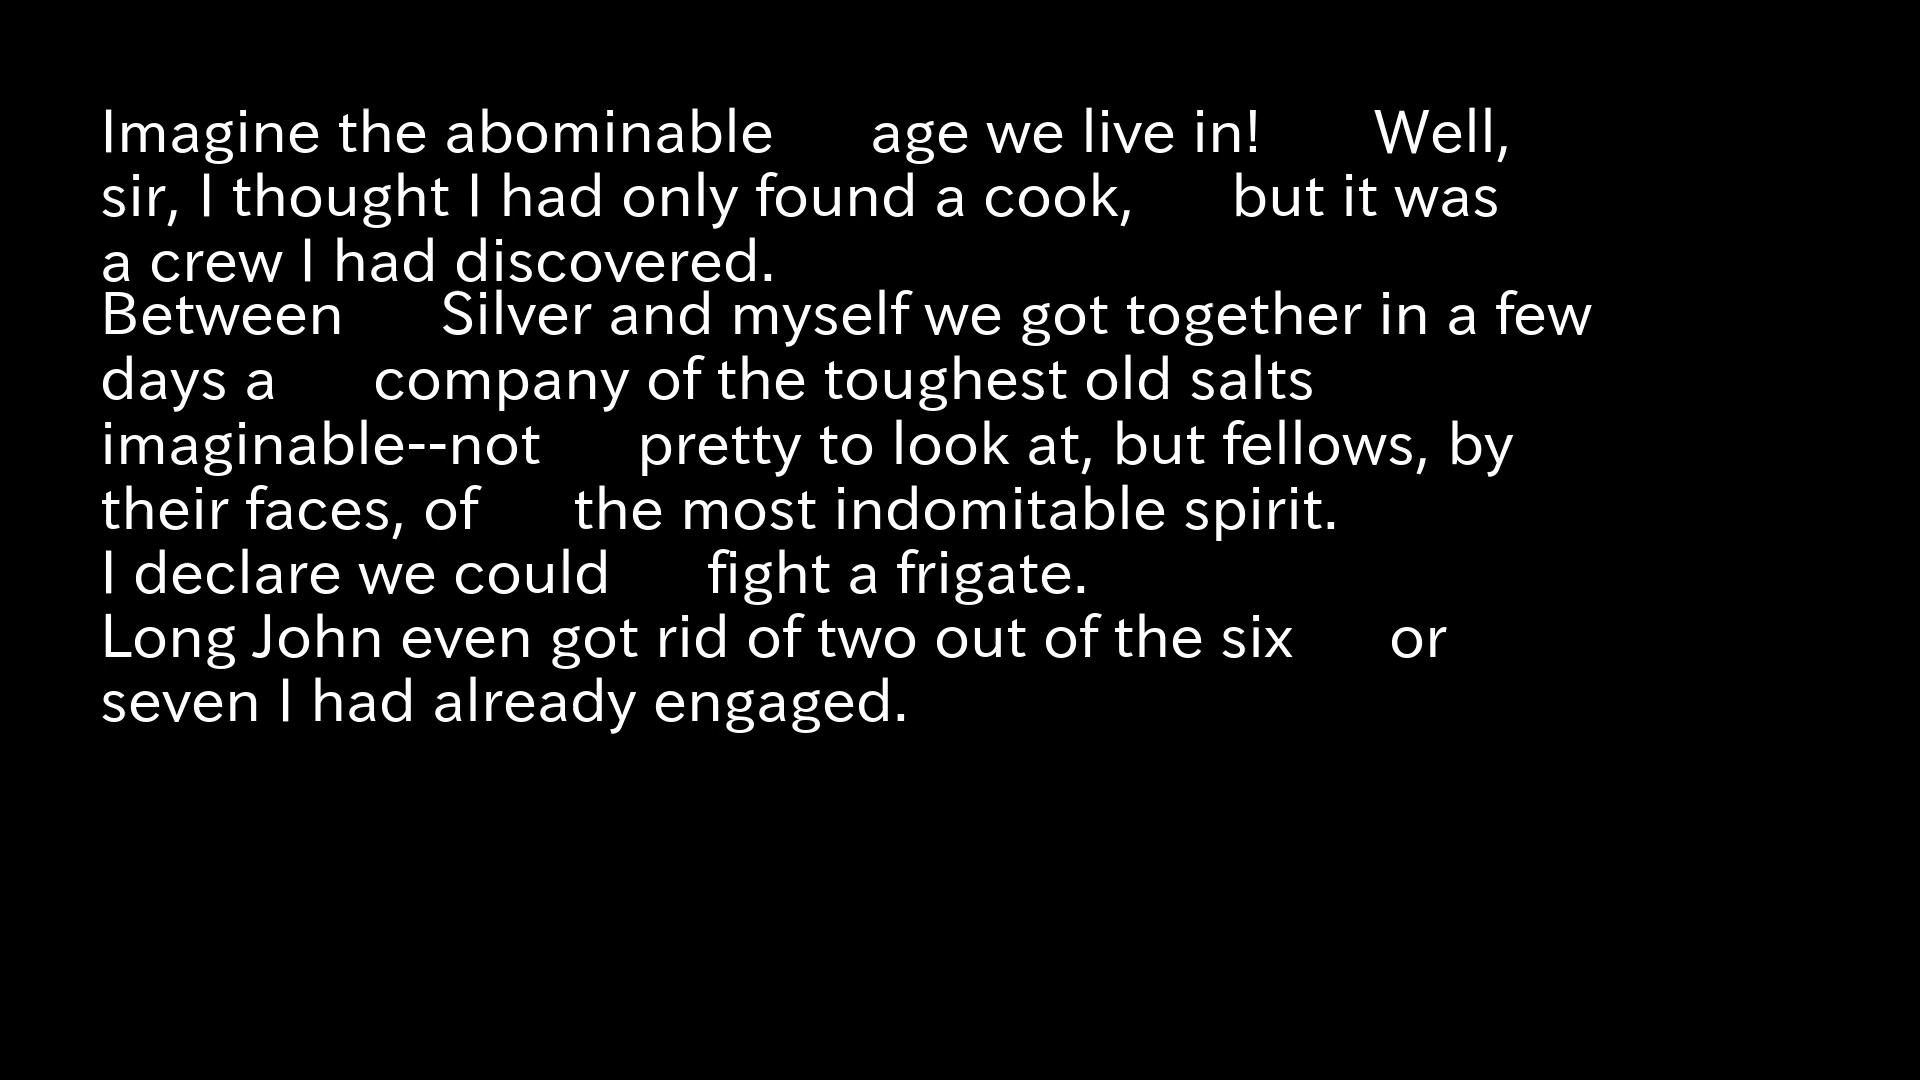 Imagine the abominable age we live in! Well,
sir, I thought I had only found a cook, but it was
a crew I had discovered.
Between Silver and myself we got together in a few
days a company of the toughest old salts
imaginable--not pretty to look at, but fellows, by
their faces, of the most indomitable spirit.
I declare we could fight a frigate.
Long John even got rid of two out of the six or
seven I had already engaged.